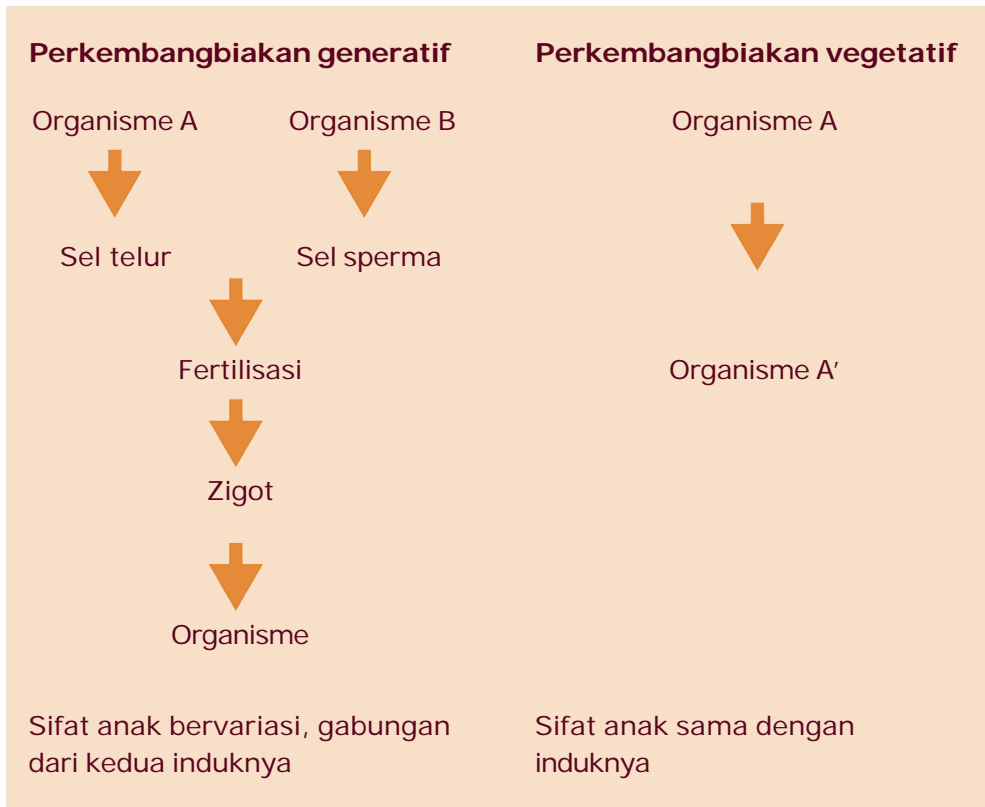 Perkembangbiakan generatif
Organisme A
Organisme B
Sel telur
Sel sperma
Fertilisasi
Zigot
Organisme
Sifat anak bervariasi, gabungan
dari kedua induknya
Perkembangbiakan vegetatif
Organisme A
Organisme A'
Sifat anak sama dengan
induknya